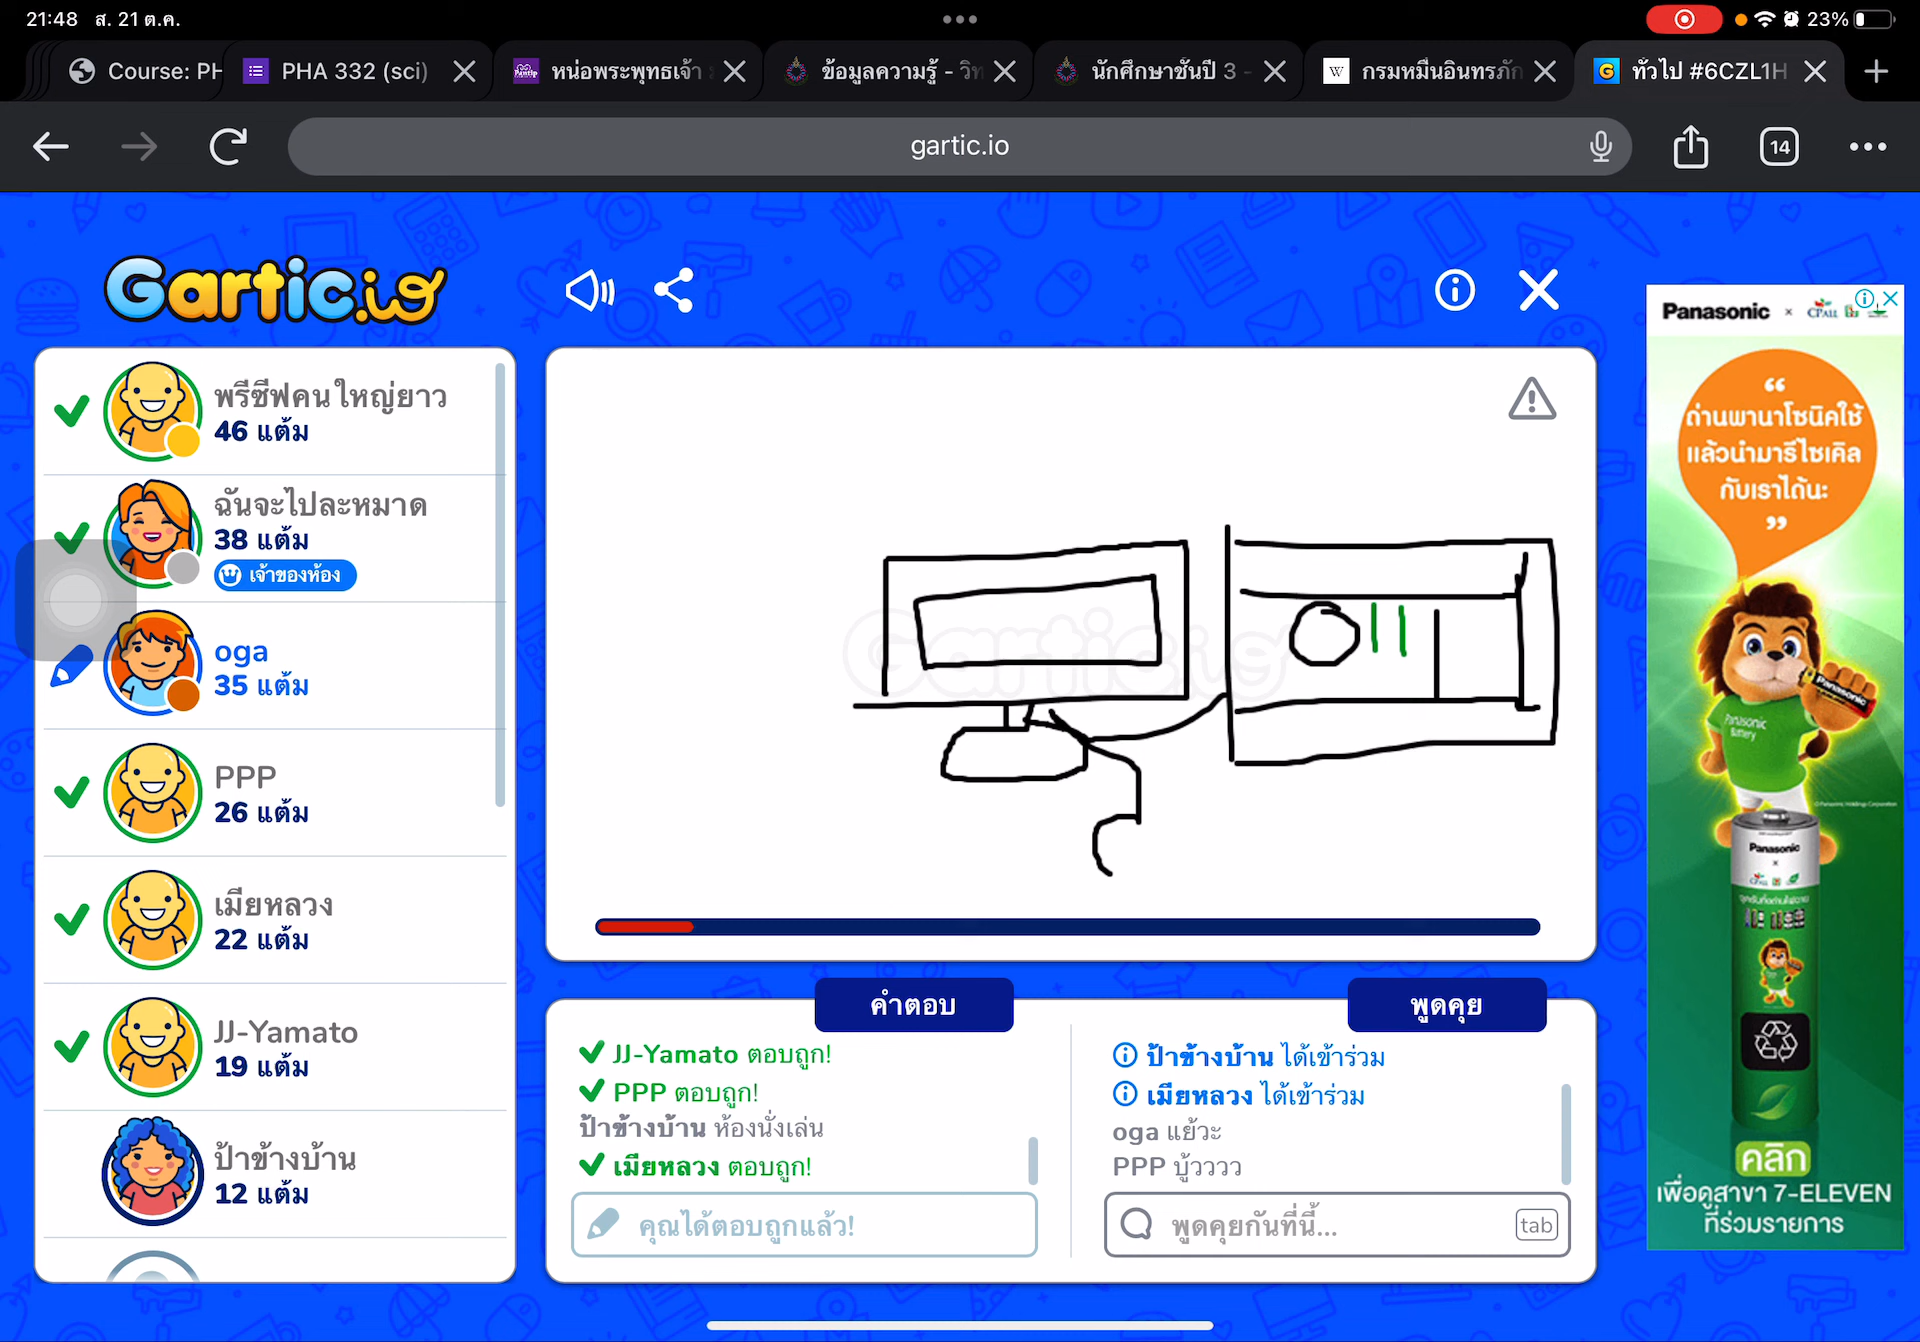 21:48 ส. 21 ต.ค.
23%
Course: PH
PHA 332 (sci)
หน่อพระพุทธเจ้า
ข้อมูลความรู้ - วิท
นักศึกษาชั้นปี 3 -
W กรมหมื่นอินทรภัก
ทั่วไป #6CZL1H
gartic.io
14
Gartic.io
พรีซีฟคนใหญ่ยาว
46 แต้ม
ฉันจะไปละหมาด
38 แต้ม
เจ้าของห้อง
oga
35 แต้ม
PPP
26 แต้ม
เมียหลวง
22 แต้ม
JJ-Yamato
19 แต้ม
ป้าข้างบ้าน
12 แต้ม
Gartic.io
คำตอบ
JJ-Yamato ตอบถูก!
PPP ตอบถูก!
ป้าข้างบ้าน ห้องนั่งเล่น
เมียหลวง ตอบถูก!
คุณได้ตอบถูกแล้ว!
พูดคุย
ป้าข้างบ้าน ได้เข้าร่วม
เมียหลวง ได้เข้าร่วม
oga แย้วะ
PPP บู้วววว
พูดคุยกันที่นี้...
tab
Panasonic × CPALL
“
ถ่านพานาโซนิคใช้
แล้วนำมารีไซเคิล
กับเราได้นะ
”
Panasonic
Panasonic
Battery
Panasonic
×
คลิก
เพื่อดูสาขา 7-ELEVEN
ที่ร่วมรายการ